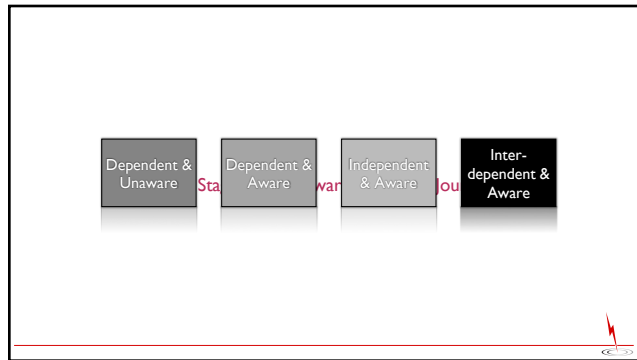 Dependent &
Unaware
Dependent &
Aware
Independent
& Aware
Inter-
dependent &
Aware